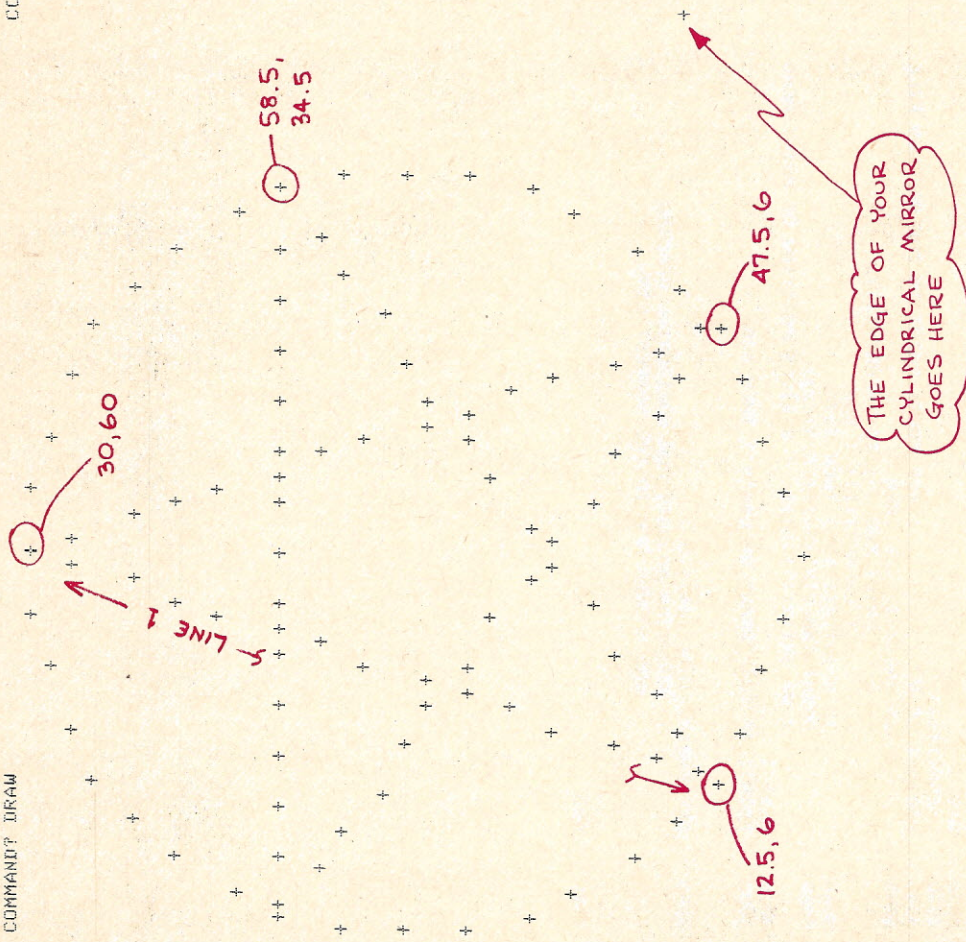 COMMAND? DRAW
CO
30,60
58.5,
34.5
LINE 1
47.5,6
12.5,6
THE EDGE OF YOUR
CYLINDRICAL MIRROR
GOES HERE